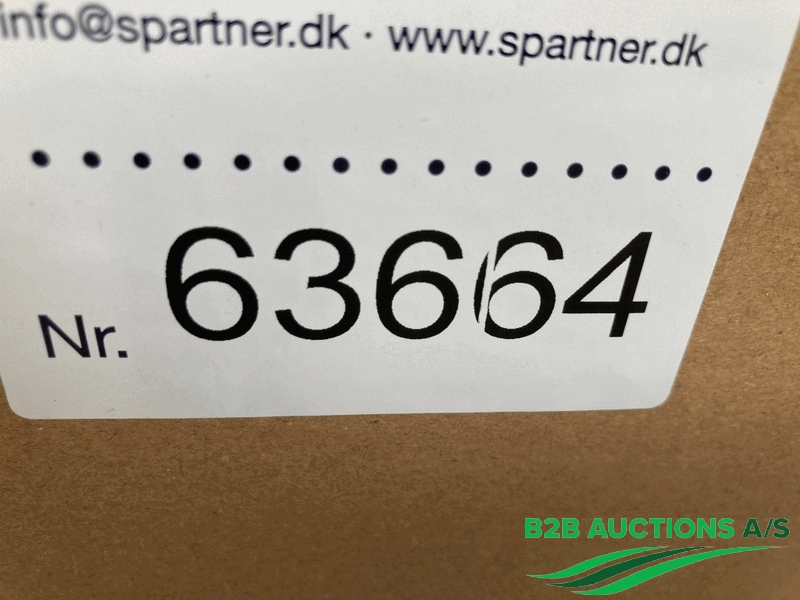 info@spartner.dk · www.spartner.dk
Nr. 63664
B2B AUCTIONS A/S